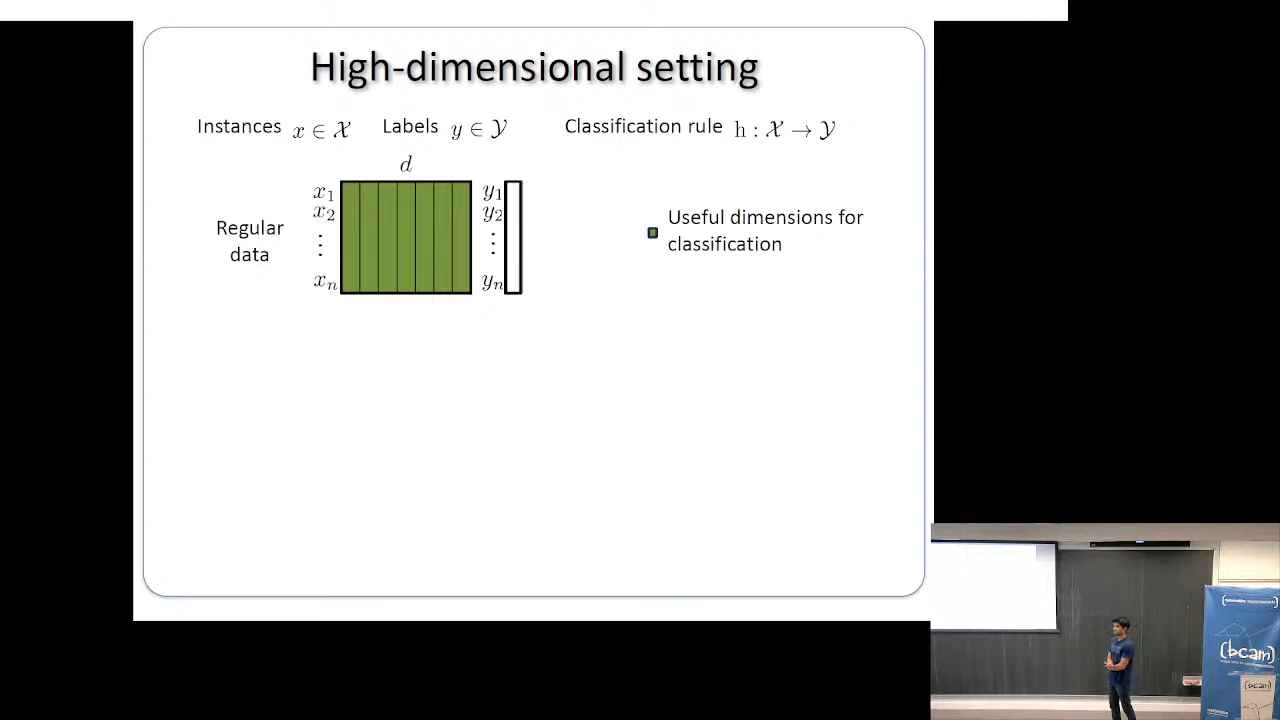 High-dimensional setting
Instances x ∈ 𝒳 Labels y ∈ 𝒴 Classification rule h : 𝒳 → 𝒴
d
x₁ y₁
x₂ y₂
⋮ ⋮
xₙ yₙ
Regular
data
Useful dimensions for
classification
(bcam)
(bcam)